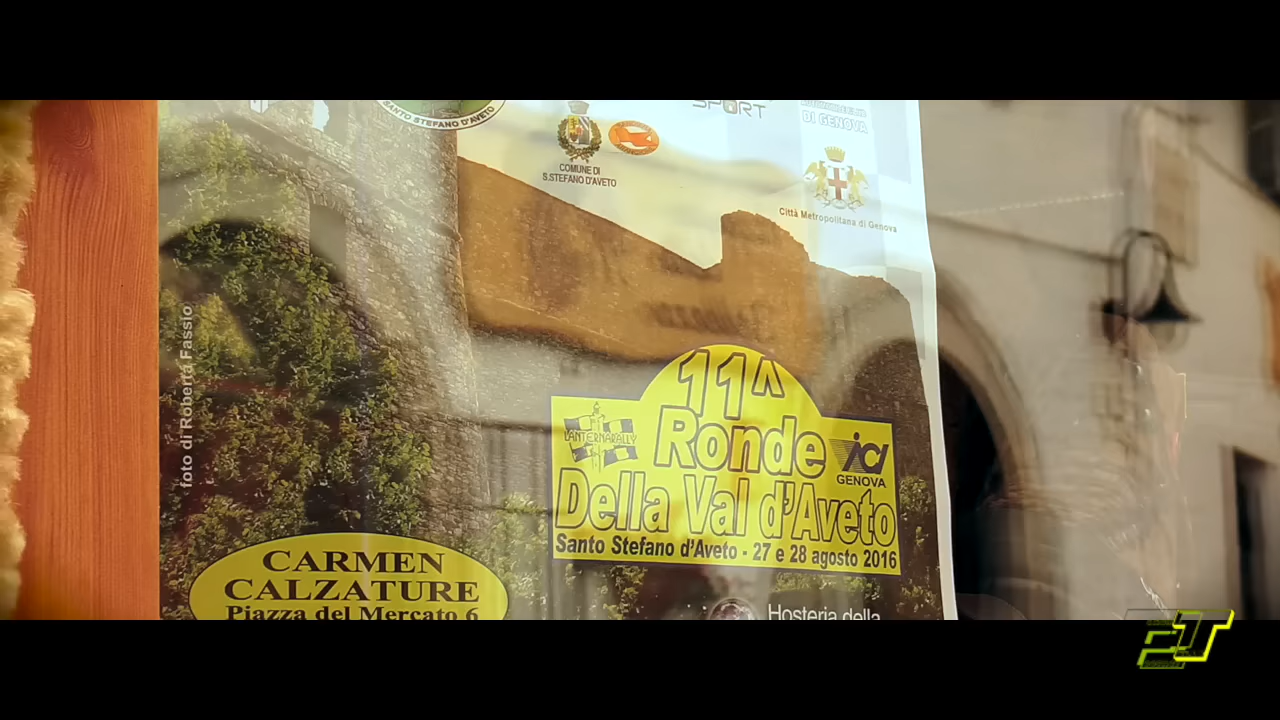 SANTO STEFANO D'AVETO
SPORT
DI GENOVA
COMUNE DI
S.STEFANO D'AVETO
Città Metropolitana di Genova
foto di Roberto Fassio
11^
Ronde
LANTERNARALLY
GENOVA
Della Val d'Aveto
Santo Stefano d'Aveto - 27 e 28 agosto 2016
CARMEN
CALZATURE
Piazza del Mercato 6
Hosteria della